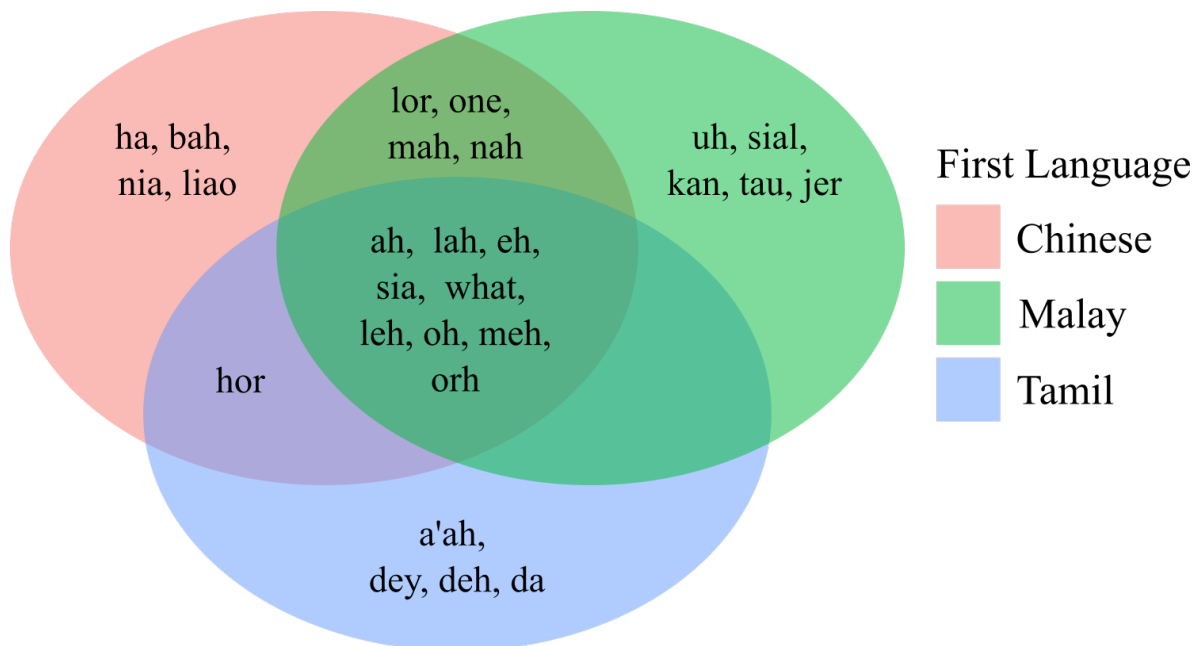 ha, bah,
nia, liao
lor, one,
mah, nah
uh, sial,
kan, tau, jer
ah, lah, eh,
sia, what,
leh, oh, meh,
orh
hor
a'ah,
dey, deh, da
First Language
Chinese
Malay
Tamil